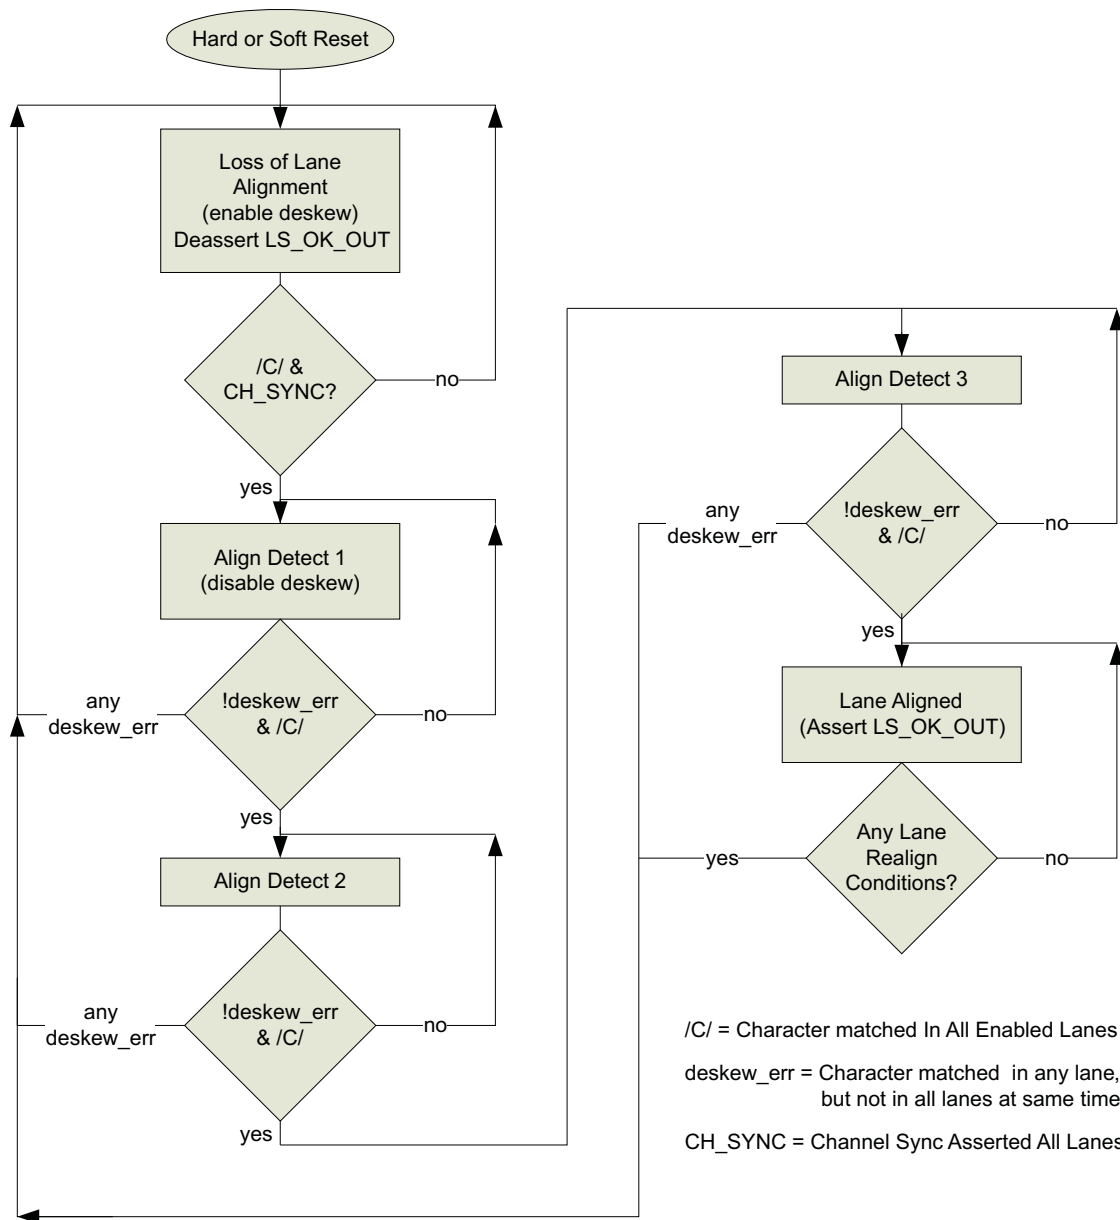 Hard or Soft Reset
Loss of Lane
Alignment
(enable deskew)
Deassert LS_OK_OUT
/C/ &
CH_SYNC?
no
yes
Align Detect 1
(disable deskew)
any
deskew_err
!deskew_err
& /C/
no
yes
Align Detect 2
any
deskew_err
!deskew_err
& /C/
no
yes
Align Detect 3
any
deskew_err
!deskew_err
& /C/
no
yes
Lane Aligned
(Assert LS_OK_OUT)
yes
Any Lane
Realign
Conditions?
no
/C/ = Character matched In All Enabled Lanes
deskew_err = Character matched in any lane,
but not in all lanes at same time
CH_SYNC = Channel Sync Asserted All Lanes